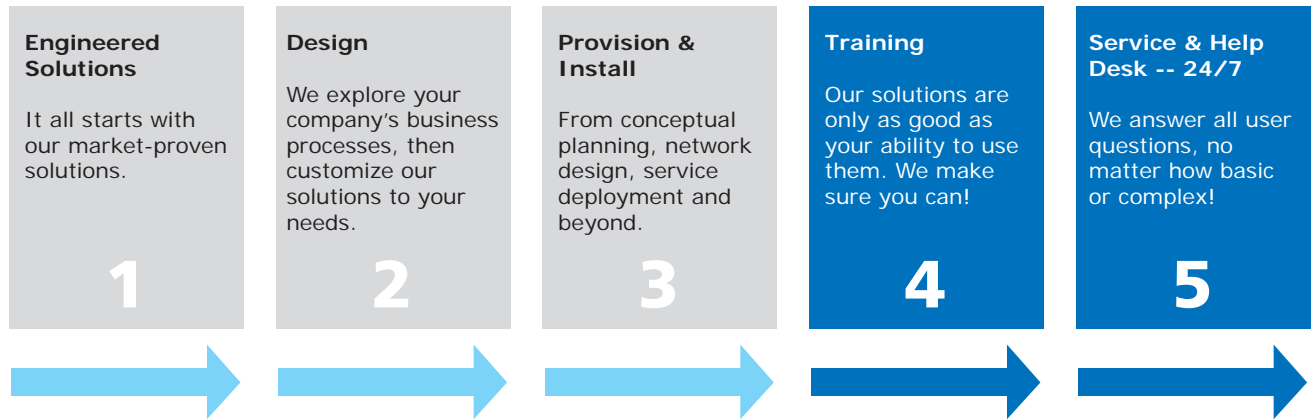 Engineered
Solutions
It all starts with
our market-proven
solutions.
1
Design
We explore your
company's business
processes, then
customize our
solutions to your
needs.
2
Provision &
Install
From conceptual
planning, network
design, service
deployment and
beyond.
3
Training
Our solutions are
only as good as
your ability to use
them. We make
sure you can!
4
Service & Help
Desk -- 24/7
We answer all user
questions, no
matter how basic
or complex!
5